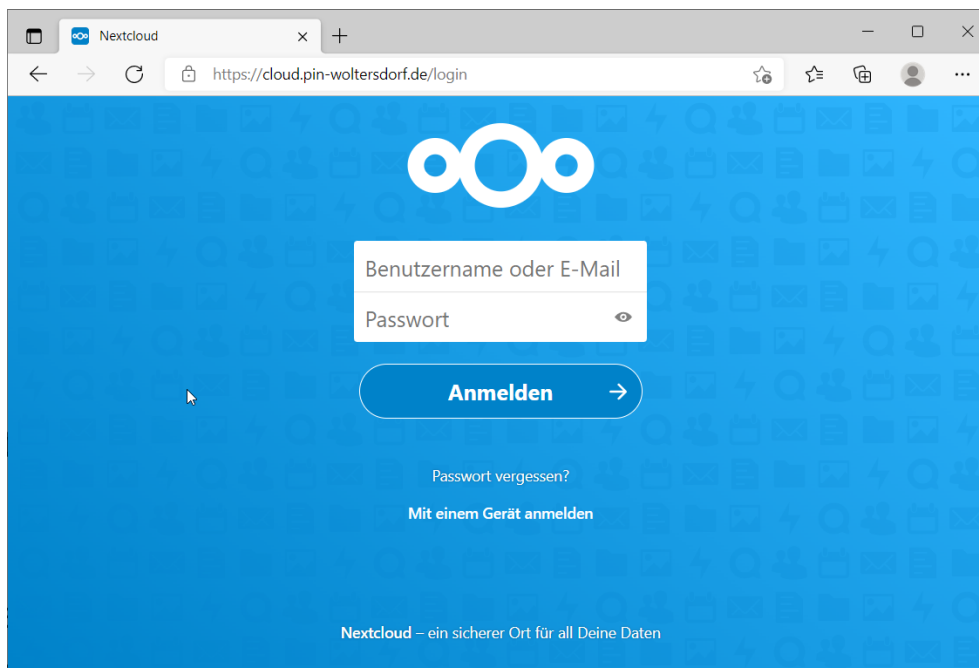 Nextcloud
https://cloud.pin-woltersdorf.de/login
Benutzername oder E-Mail
Passwort
Anmelden
Passwort vergessen?
Mit einem Gerät anmelden
Nextcloud – ein sicherer Ort für all Deine Daten